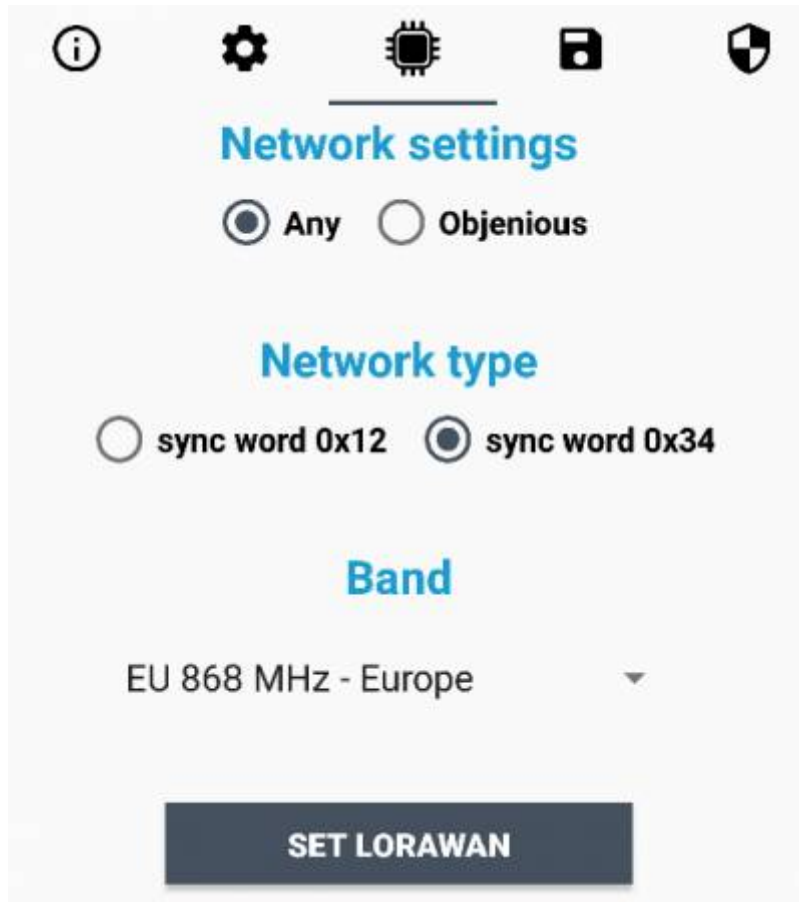 Network settings
Any Objenious
Network type
sync word 0x12 sync word 0x34
Band
EU 868 MHz - Europe
SET LORAWAN